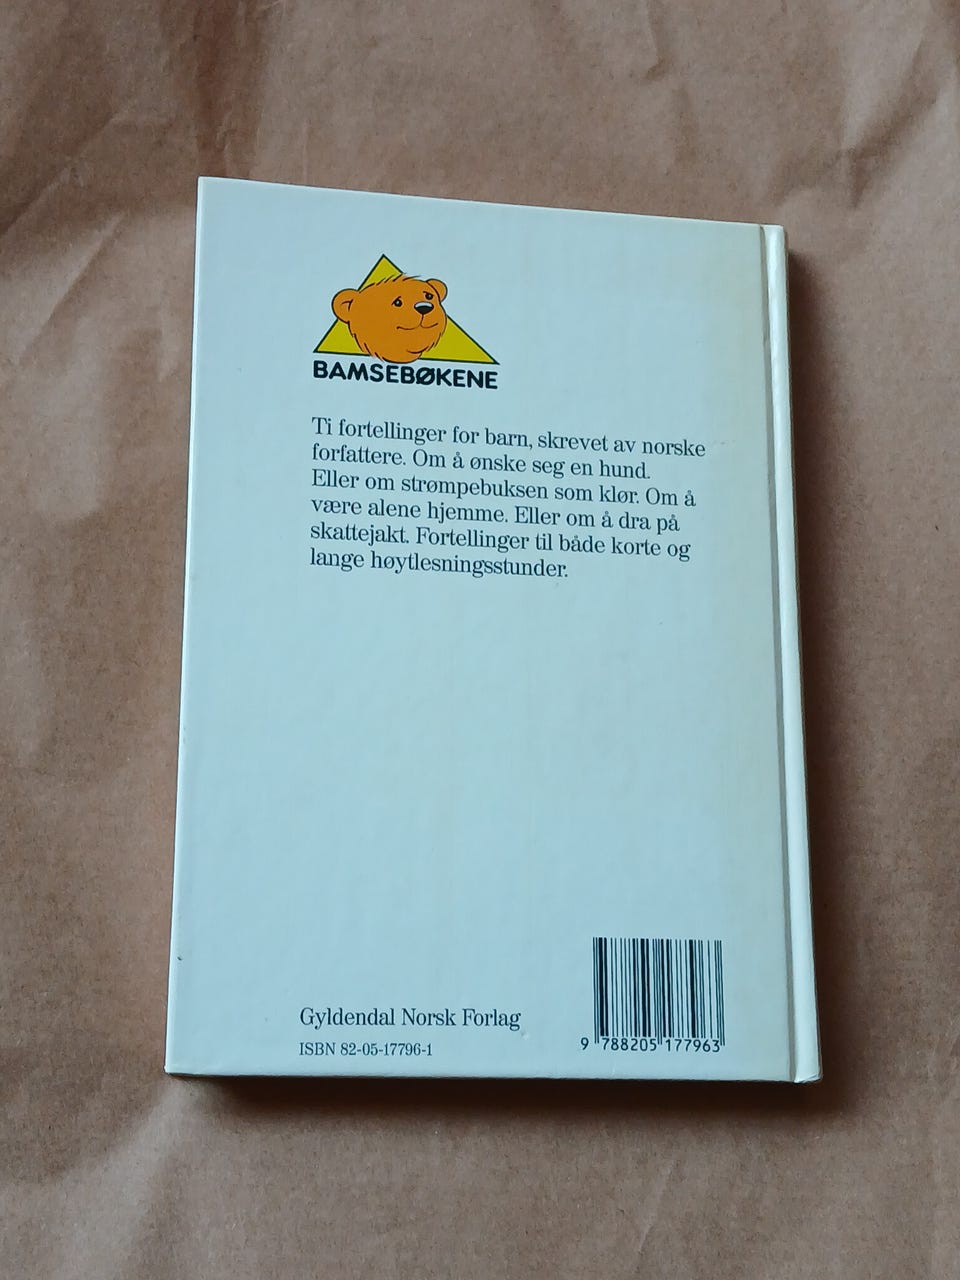 BAMSEBØKENE
Ti fortellinger for barn, skrevet av norske
forfattere. Om å ønske seg en hund.
Eller om strømpebuksen som klør. Om å
være alene hjemme. Eller om å dra på
skattejakt. Fortellinger til både korte og
lange høytlesningsstunder.
Gyldendal Norsk Forlag
ISBN 82-05-17796-1
9 788205 177963